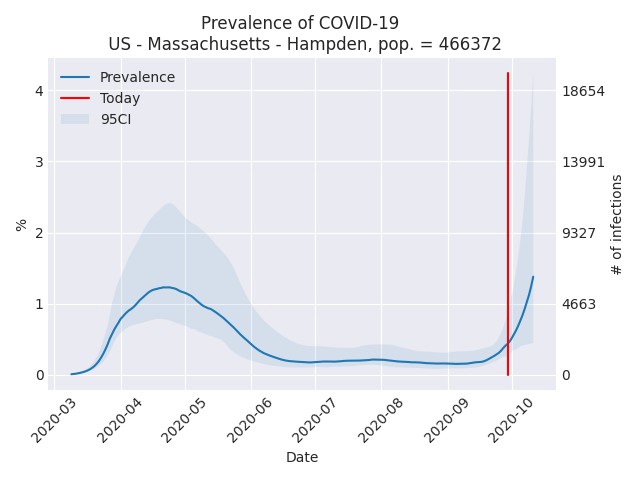 Prevalence of COVID-19
US - Massachusetts - Hampden, pop. = 466372
Prevalence
Today
95CI
4
3
2
1
0
%
18654
13991
9327
4663
0
# of infections
2020-03
2020-04
2020-05
2020-06
2020-07
2020-08
2020-09
2020-10
Date